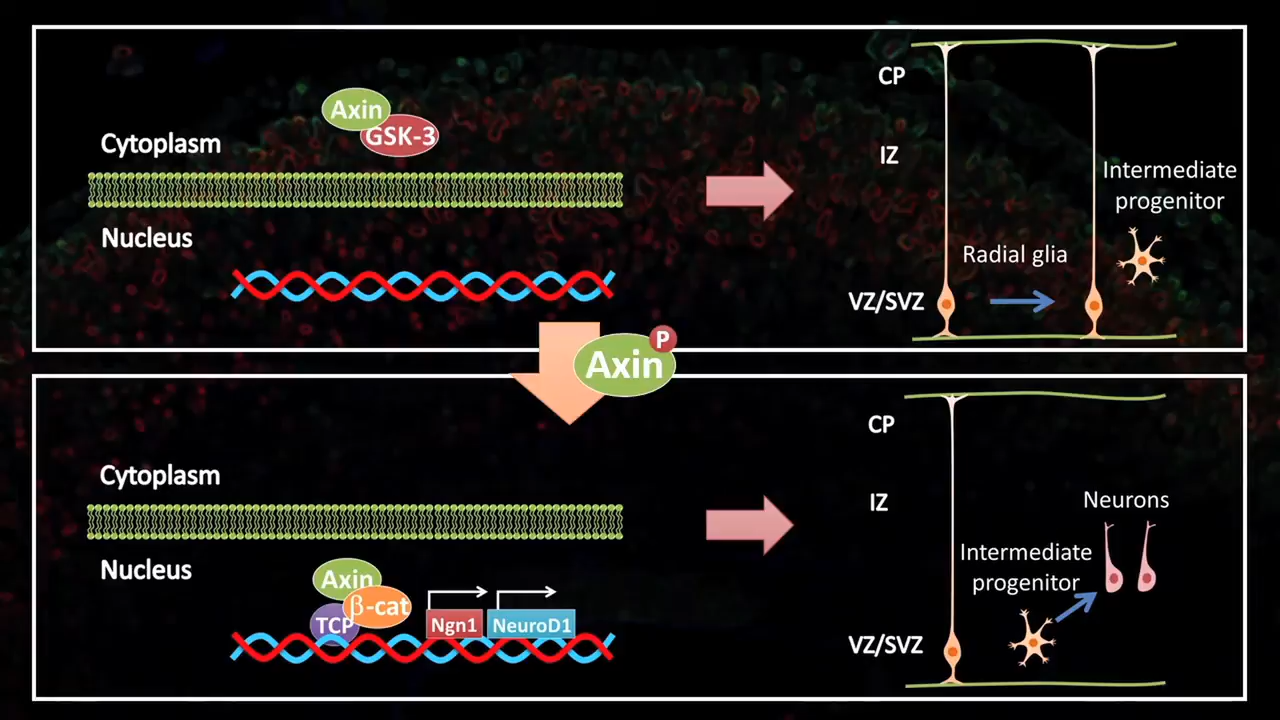 Axin
GSK-3
Cytoplasm
Nucleus
CP
IZ
VZ/SVZ
Radial glia
Intermediate
progenitor
P
Axin
Cytoplasm
Nucleus
Axin
β-cat
TCP
Ngn1
NeuroD1
CP
IZ
VZ/SVZ
Intermediate
progenitor
Neurons